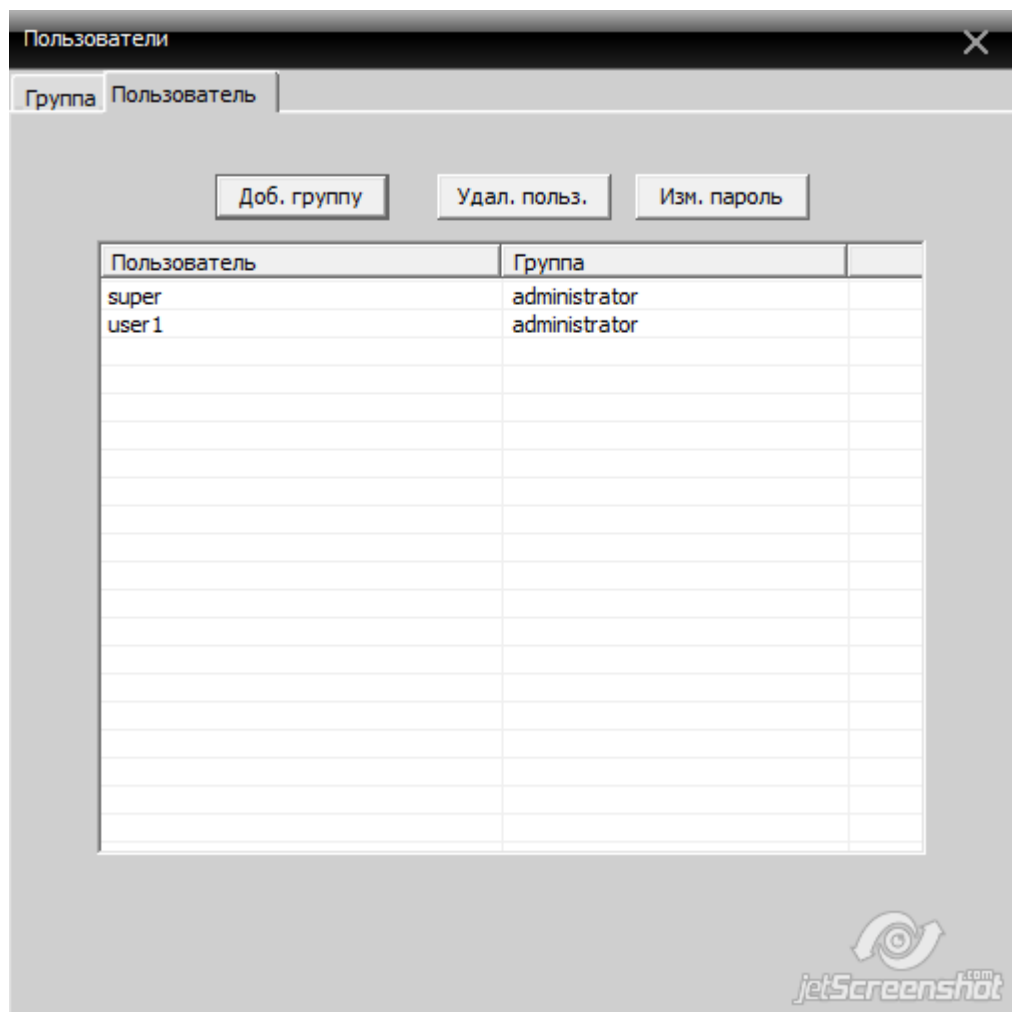 Пользователи
Группа Пользователь
Доб. группу Удал. польз. Изм. пароль
Пользователь Группа
super administrator
user1 administrator
jetScreenshot.com